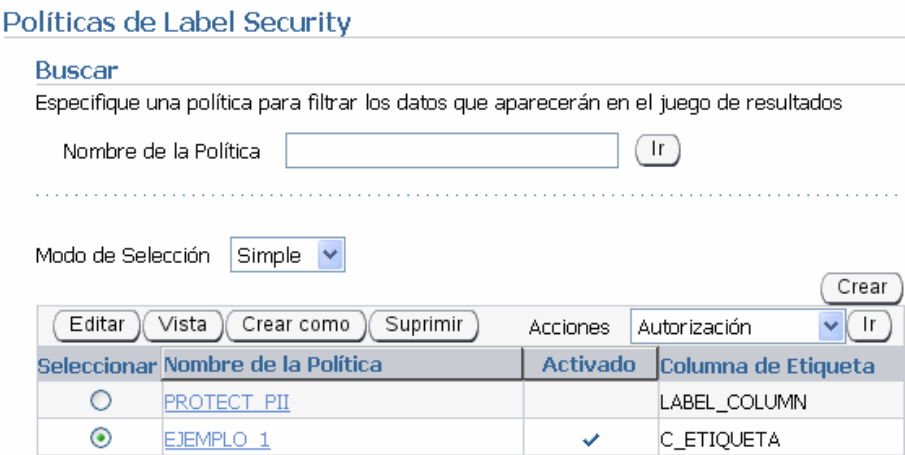 Políticas de Label Security
Buscar
Especifique una política para filtrar los datos que aparecerán en el juego de resultados
Nombre de la Política Ir
Modo de Selección Simple
Crear
Editar Vista Crear como Suprimir Acciones Autorización Ir
Seleccionar Nombre de la Política Activado Columna de Etiqueta
PROTECT_PII LABEL_COLUMN
EJEMPLO_1 C_ETIQUETA